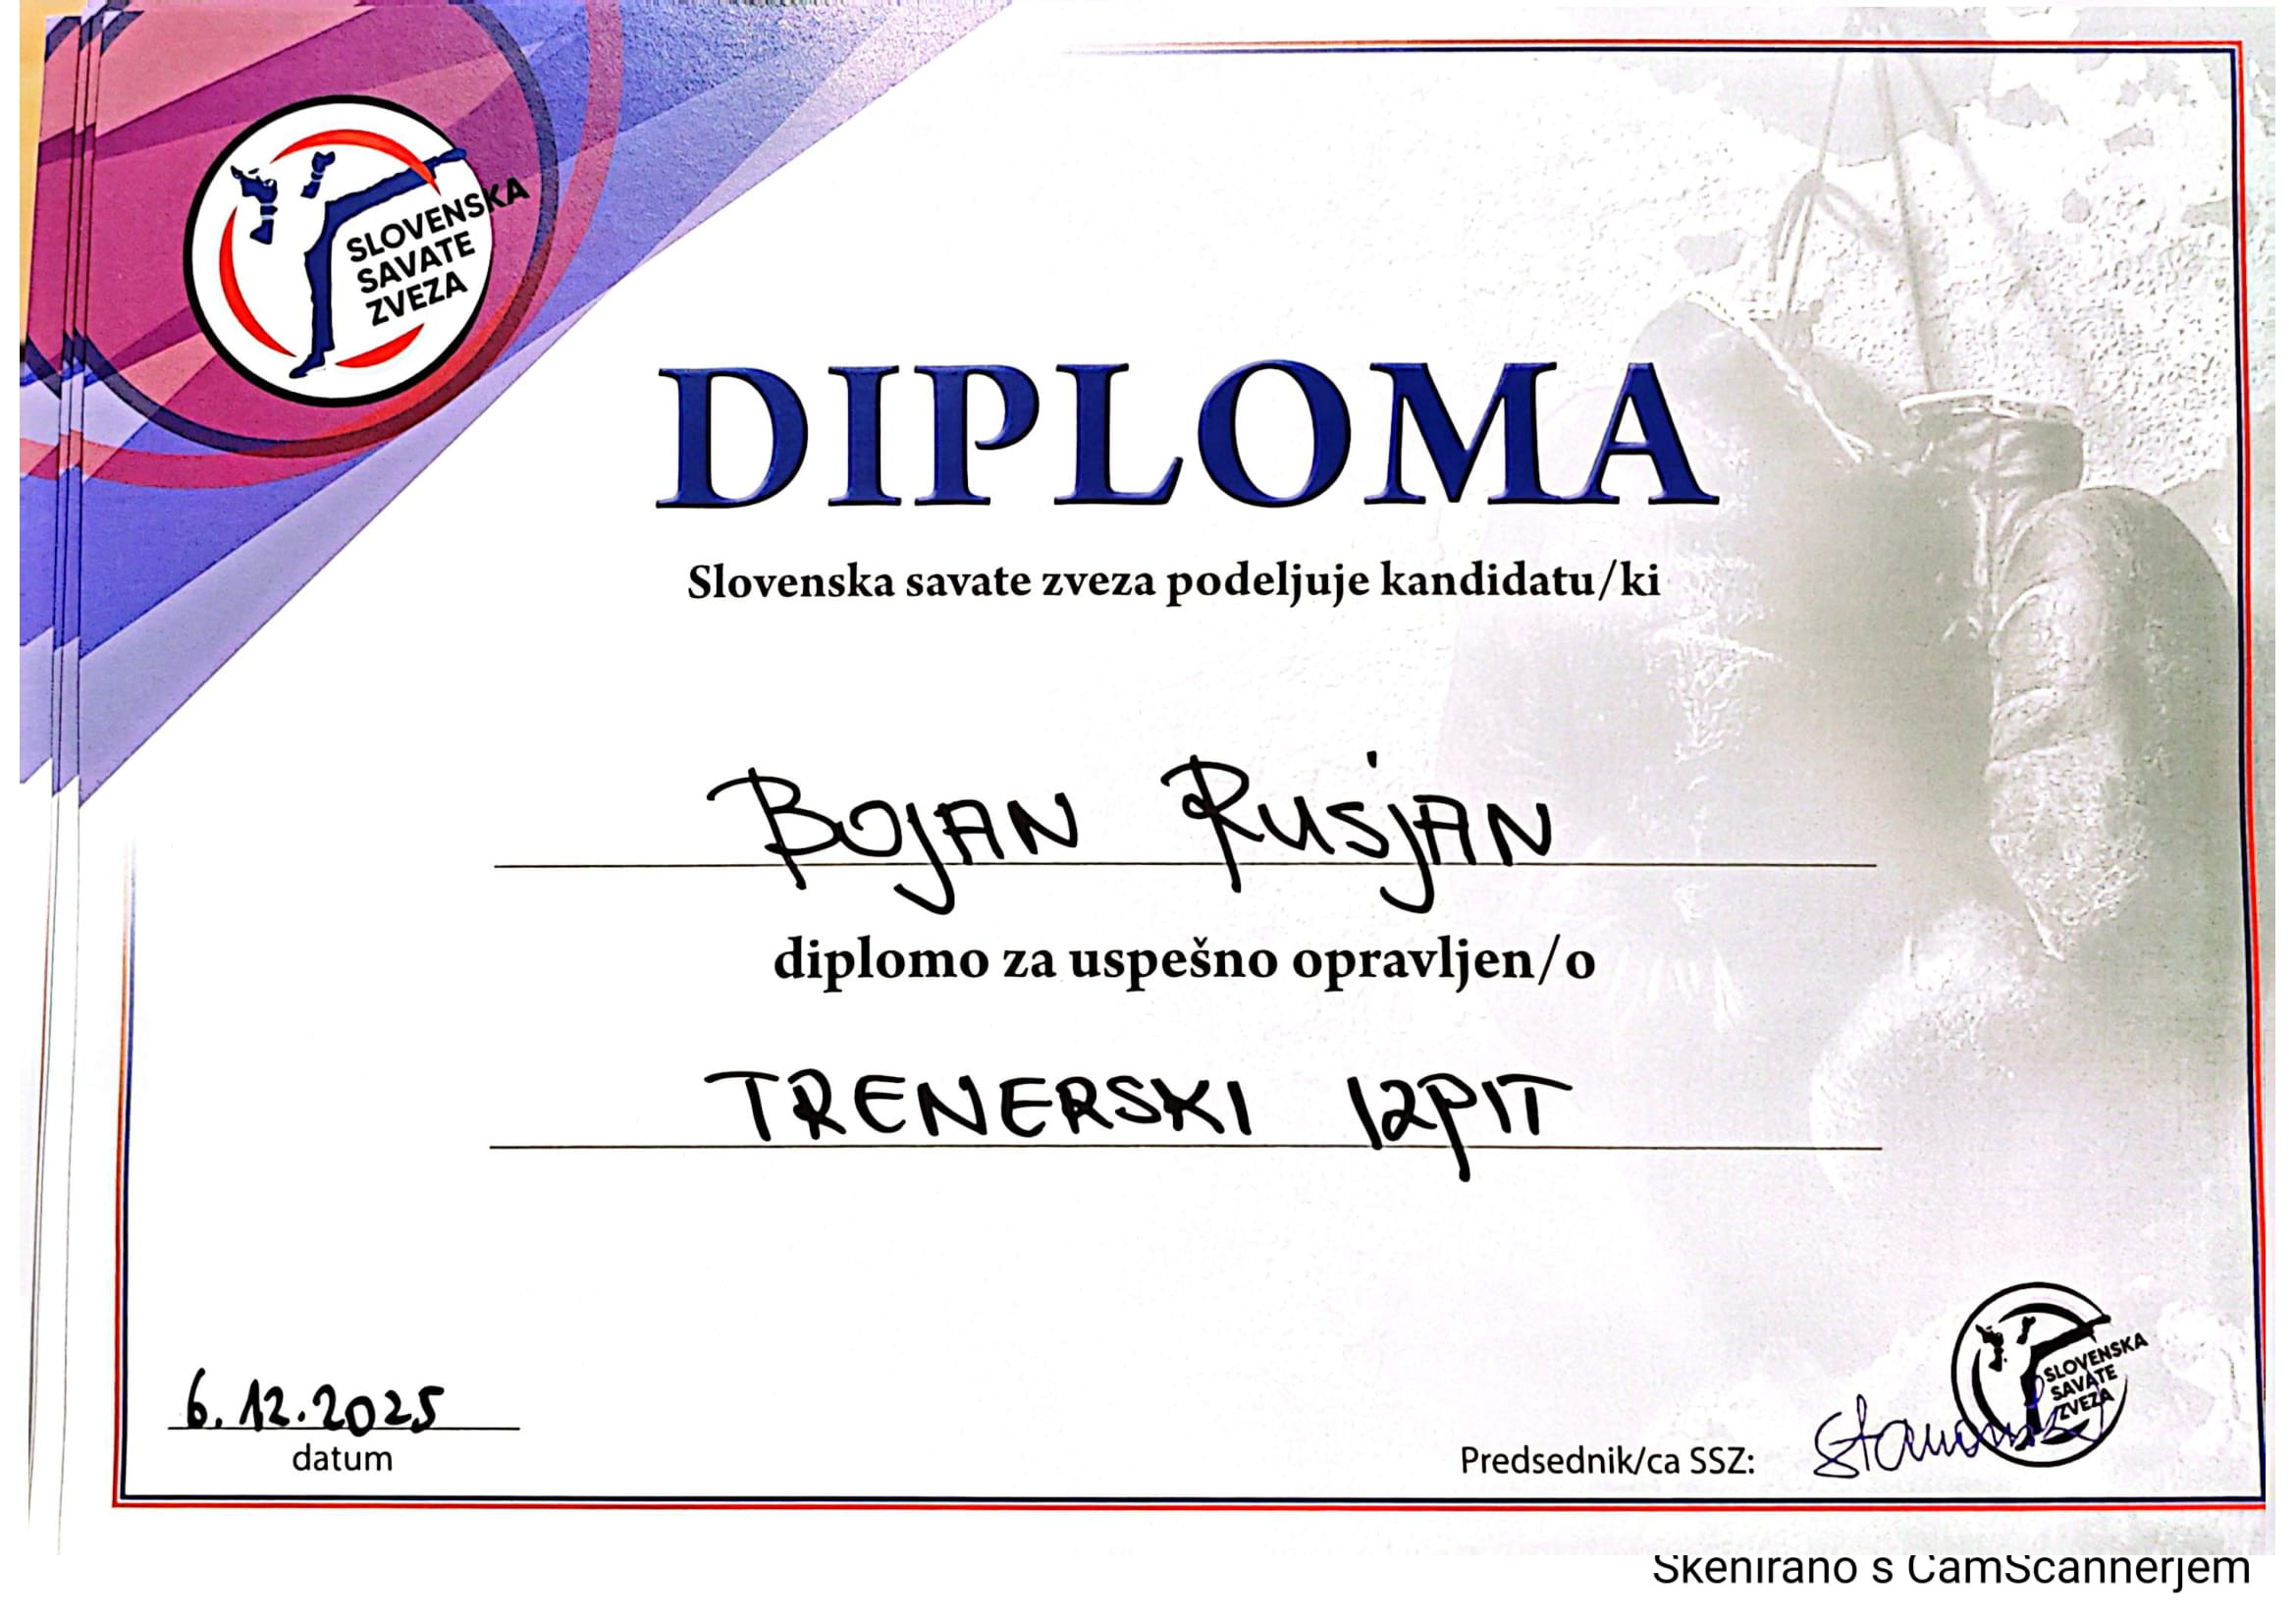 SLOVENSKA
SAVATE
ZVEZA
DIPLOMA
Slovenska savate zveza podeljuje kandidatu/ki
BOJAN RUSJAN
diplomo za uspešno opravljen/o
TRENERSKI IZPIT
6.12.2025
datum
Predsednik/ca SSZ:
SLOVENSKA
SAVATE
ZVEZA
Skenirano s CamScannerjem